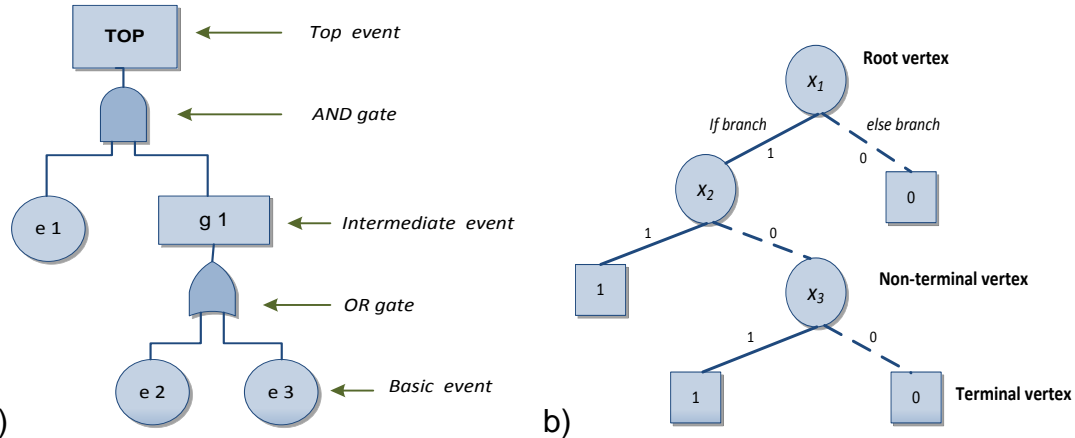 TOP
Top event
AND gate
e 1
g 1
Intermediate event
OR gate
e 2
e 3
Basic event
)
Root vertex
x1
If branch
else branch
1
0
x2
0
1
0
1
x3
Non-terminal vertex
1
0
1
0
Terminal vertex
b)